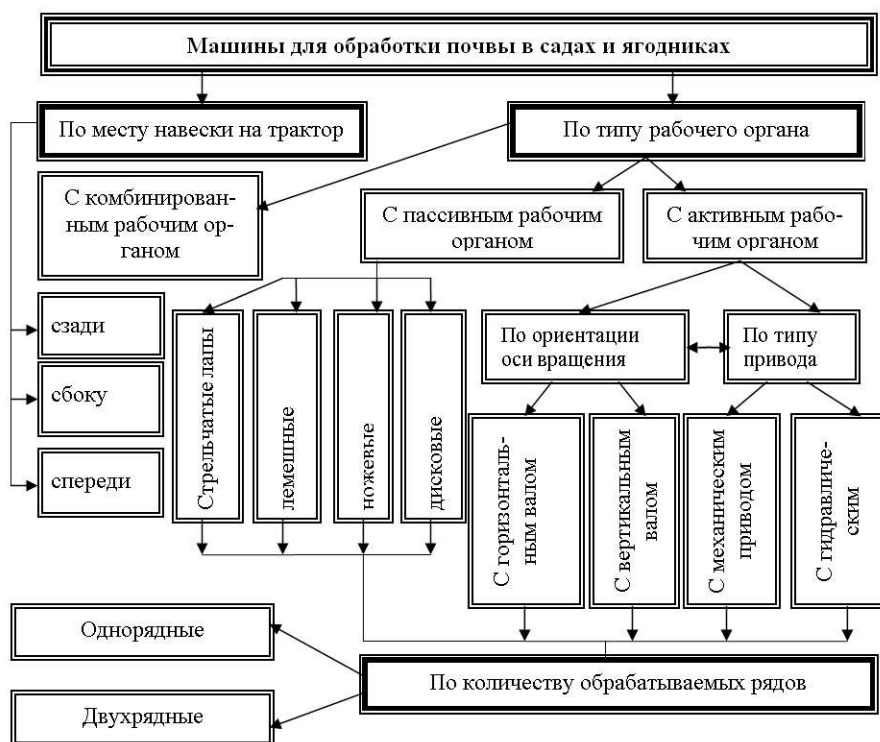 Машины для обработки почвы в садах и ягодниках
По месту навески на трактор
По типу рабочего органа
С комбинирован-
ным рабочим ор-
ганом
С пассивным рабочим
органом
С активным рабо-
чим органом
сзади
сбоку
спереди
Стрельчатые лапы
лемешные
ножевые
дисковые
По ориентации
оси вращения
По типу
привода
С горизонталь-
ным валом
С вертикальным
валом
С механическим
приводом
С гидравличе-
ским
Однорядные
Двухрядные
По количеству обрабатываемых рядов